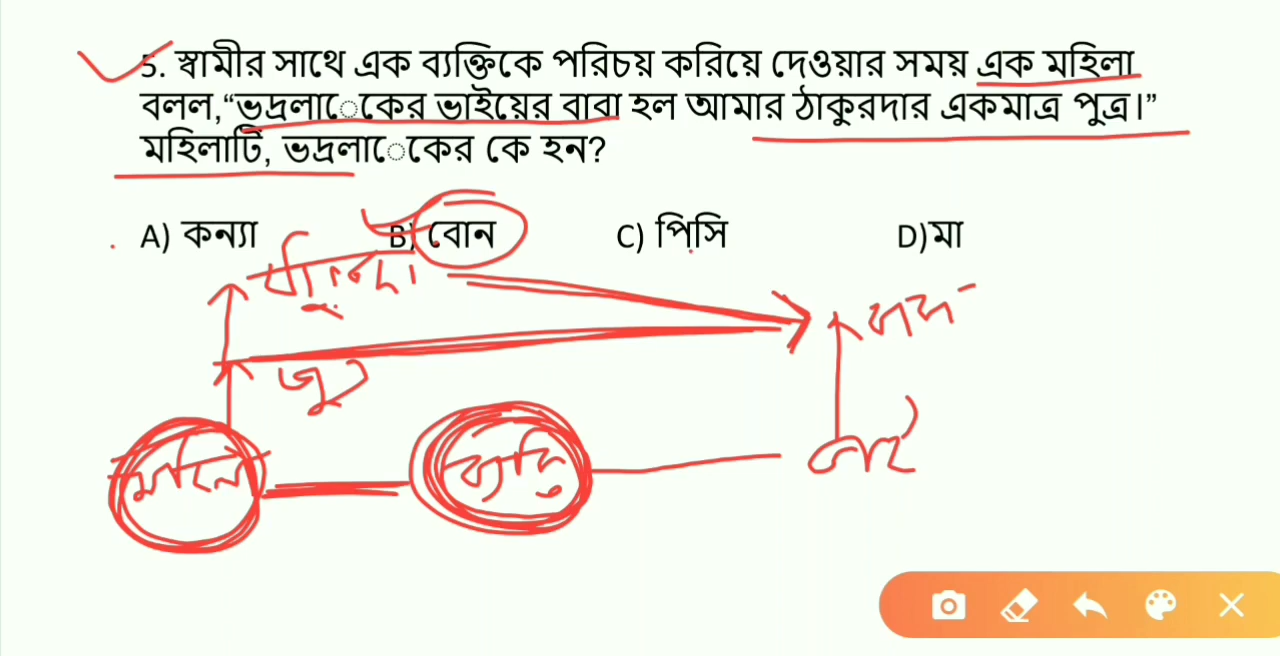 5. স্বামীর সাথে এক ব্যক্তিকে পরিচয় করিয়ে দেওয়ার সময় এক মহিলা
বলল,“ভদ্রলাোকের ভাইয়ের বাবা হল আমার ঠাকুরদার একমাত্র পুত্র।”
মহিলাটি, ভদ্রলাোকের কে হন?
A) কন্যা B) বোন C) পিসি D)মা